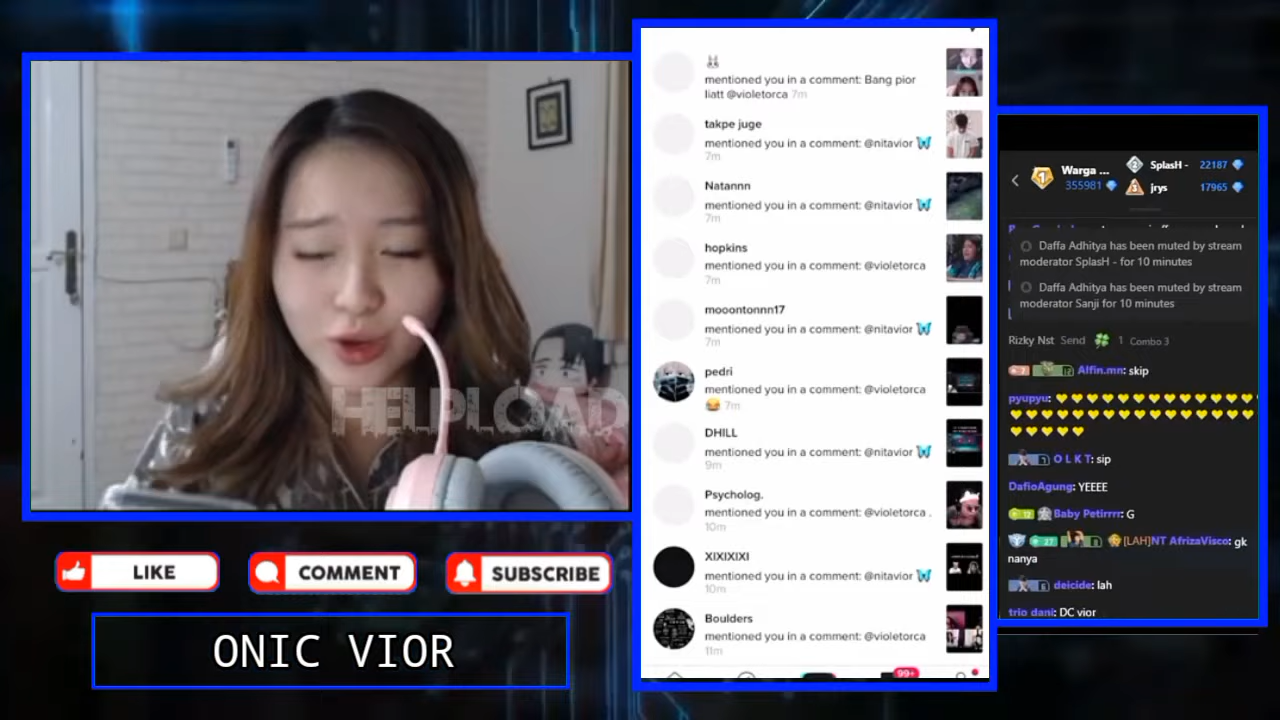 HELPLOAD
LIKE
COMMENT
SUBSCRIBE
ONIC VIOR
mentioned you in a comment: Bang pior
liatt @violetorca 7m
takpe juge
mentioned you in a comment: @nitavior 🦋
7m
Natannn
mentioned you in a comment: @nitavior 🦋
7m
hopkins
mentioned you in a comment: @violetorca
7m
mooontonnn17
mentioned you in a comment: @nitavior 🦋
7m
pedri
mentioned you in a comment: @violetorca
😂 7m
DHILL
mentioned you in a comment: @nitavior 🦋
9m
Psycholog.
mentioned you in a comment: @violetorca .
10m
XIXIXIXI
mentioned you in a comment: @nitavior 🦋
10m
Boulders
mentioned you in a comment: @violetorca
11m
99+
1 Warga ... 355981
2 SplasH - 22187
3 jrys 17965
Daffa Adhitya has been muted by stream
moderator SplasH - for 10 minutes
Daffa Adhitya has been muted by stream
moderator Sanji for 10 minutes
Rizky Nst Send 🍀 1 Combo 3
Alfin.mn: skip
pyupyu: 💛💛💛💛💛💛💛💛💛💛💛💛💛
💛💛💛💛💛💛💛💛💛💛💛💛💛💛💛💛
💛💛💛💛💛
O L K T: sip
DafioAgung: YEEEE
12 Baby Petirrrr: G
27 8 [LAH]NT AfrizaVisco: gk
nanya
6 deicide: lah
trio dani: DC vior